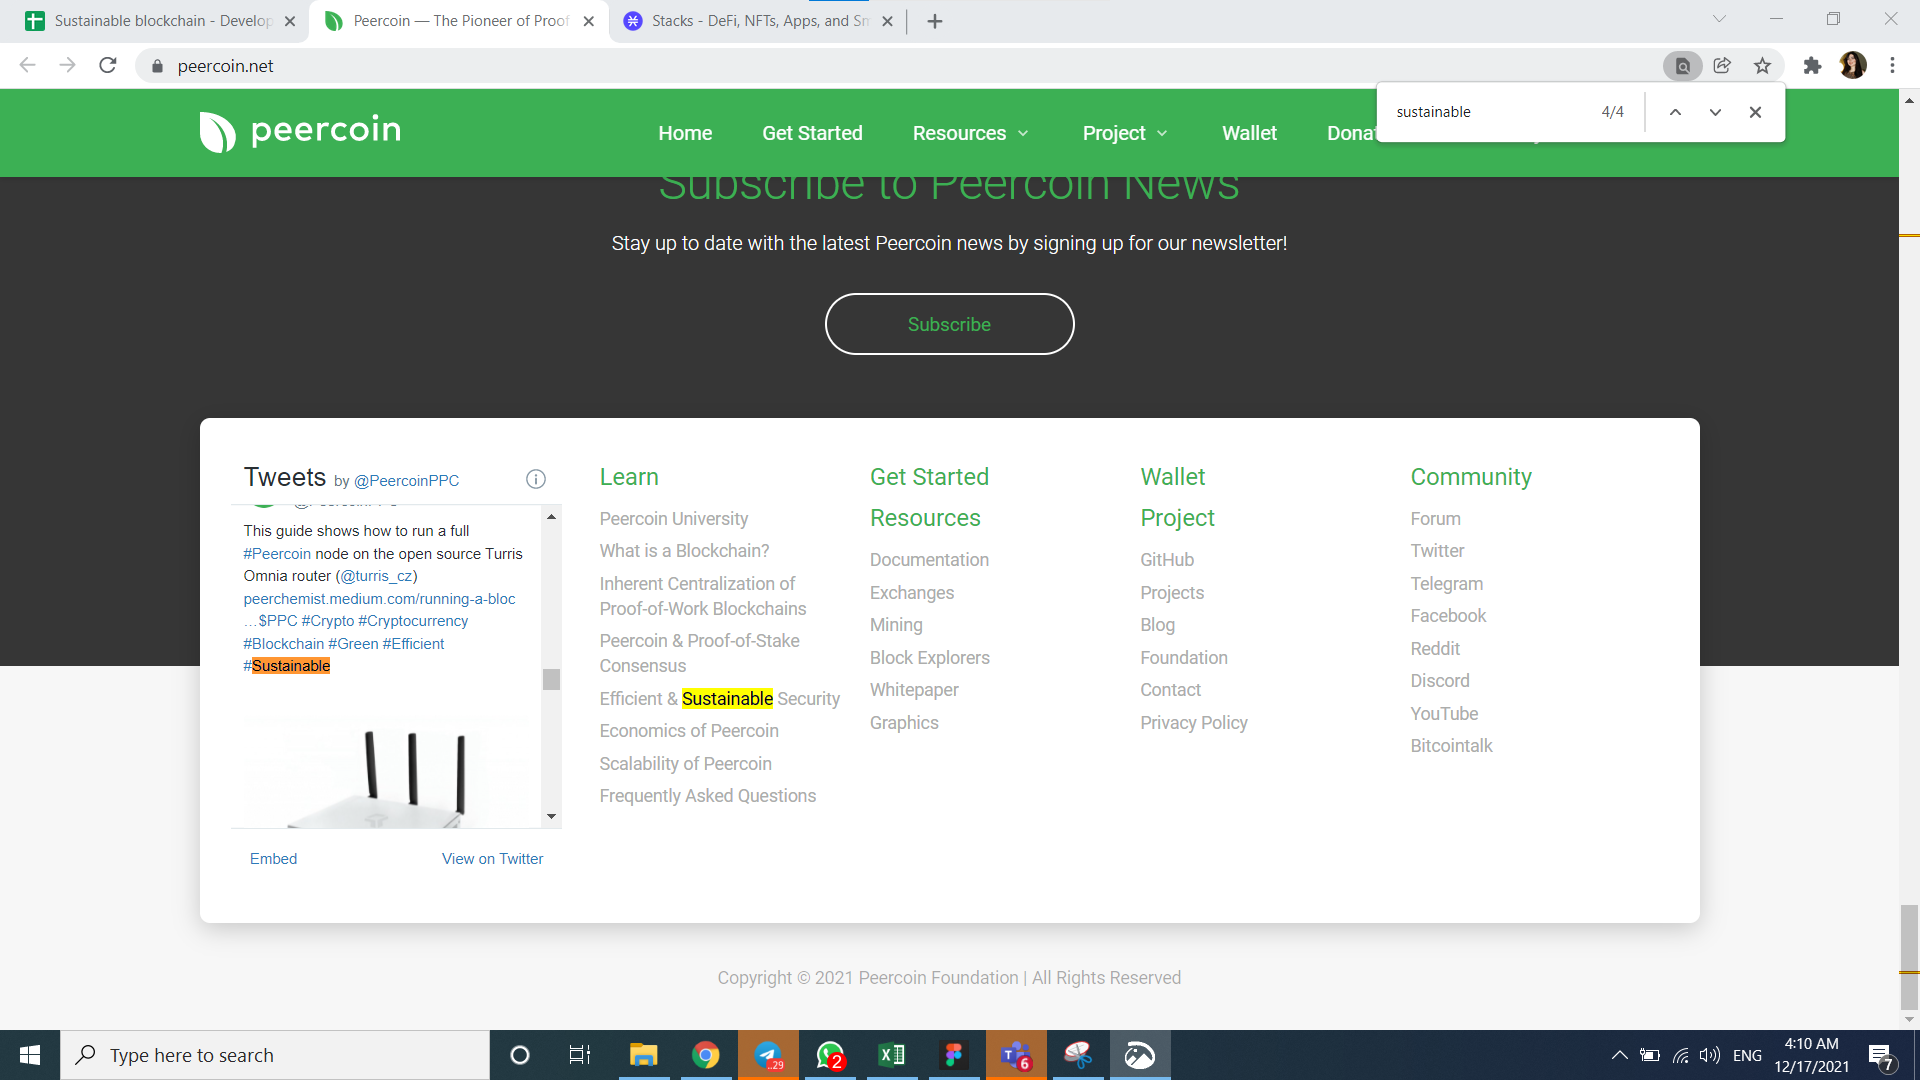 Sustainable blockchain - Develop
Peercoin — The Pioneer of Proof
Stacks - DeFi, NFTs, Apps, and Sm
peercoin.net
sustainable 4/4
peercoin
Home
Get Started
Resources
Project
Wallet
Donat
Subscribe to Peercoin News
Stay up to date with the latest Peercoin news by signing up for our newsletter!
Subscribe
Tweets by @PeercoinPPC
This guide shows how to run a full
#Peercoin node on the open source Turris
Omnia router (@turris_cz)
peerchemist.medium.com/running-a-bloc
…$PPC #Crypto #Cryptocurrency
#Blockchain #Green #Efficient
#Sustainable
Embed
View on Twitter
Learn
Peercoin University
What is a Blockchain?
Inherent Centralization of
Proof-of-Work Blockchains
Peercoin & Proof-of-Stake
Consensus
Efficient & Sustainable Security
Economics of Peercoin
Scalability of Peercoin
Frequently Asked Questions
Get Started
Resources
Documentation
Exchanges
Mining
Block Explorers
Whitepaper
Graphics
Wallet
Project
GitHub
Projects
Blog
Foundation
Contact
Privacy Policy
Community
Forum
Twitter
Telegram
Facebook
Reddit
Discord
YouTube
Bitcointalk
Copyright © 2021 Peercoin Foundation | All Rights Reserved
Type here to search
..29
2
6
ENG
4:10 AM
12/17/2021
7